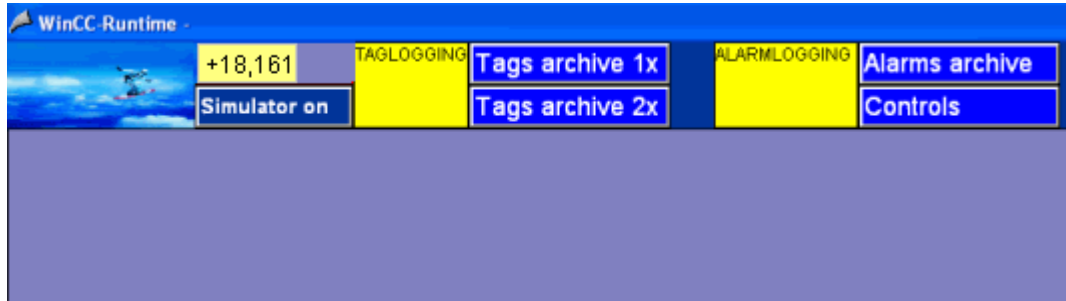 WinCC-Runtime -
+18,161
Simulator on
TAGLOGGING
Tags archive 1x
Tags archive 2x
ALARMLOGGING
Alarms archive
Controls